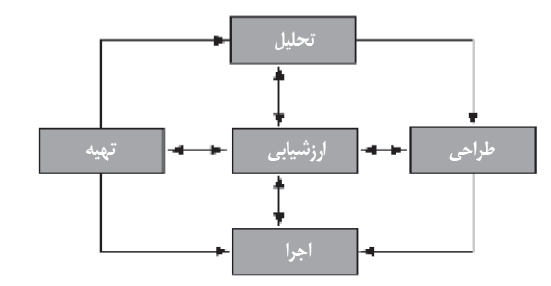 تحلیل
طراحی
ارزشیابی
تهیه
اجرا